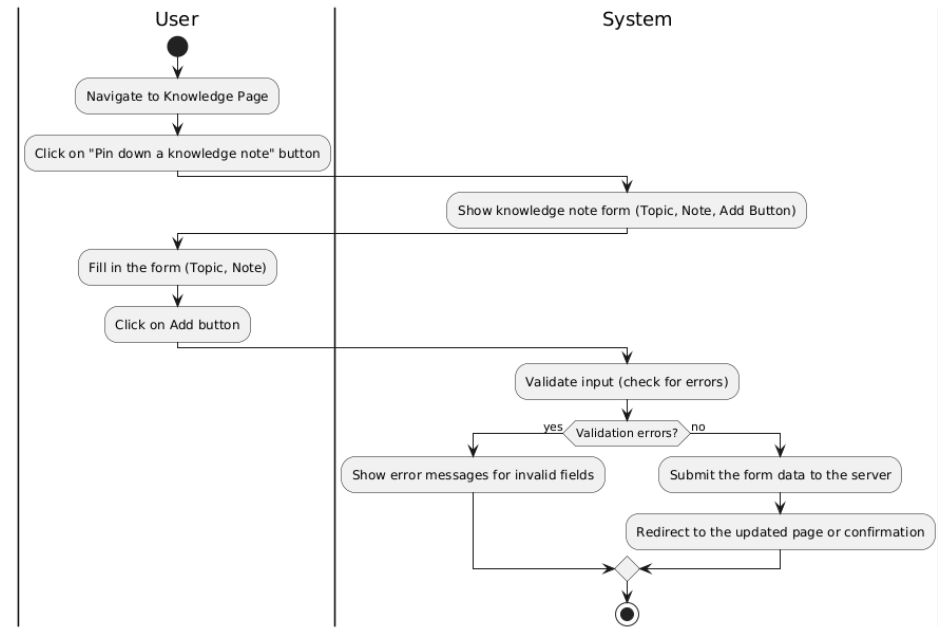 User
System
Navigate to Knowledge Page
Click on "Pin down a knowledge note" button
Show knowledge note form (Topic, Note, Add Button)
Fill in the form (Topic, Note)
Click on Add button
Validate input (check for errors)
yes
Validation errors?
no
Show error messages for invalid fields
Submit the form data to the server
Redirect to the updated page or confirmation